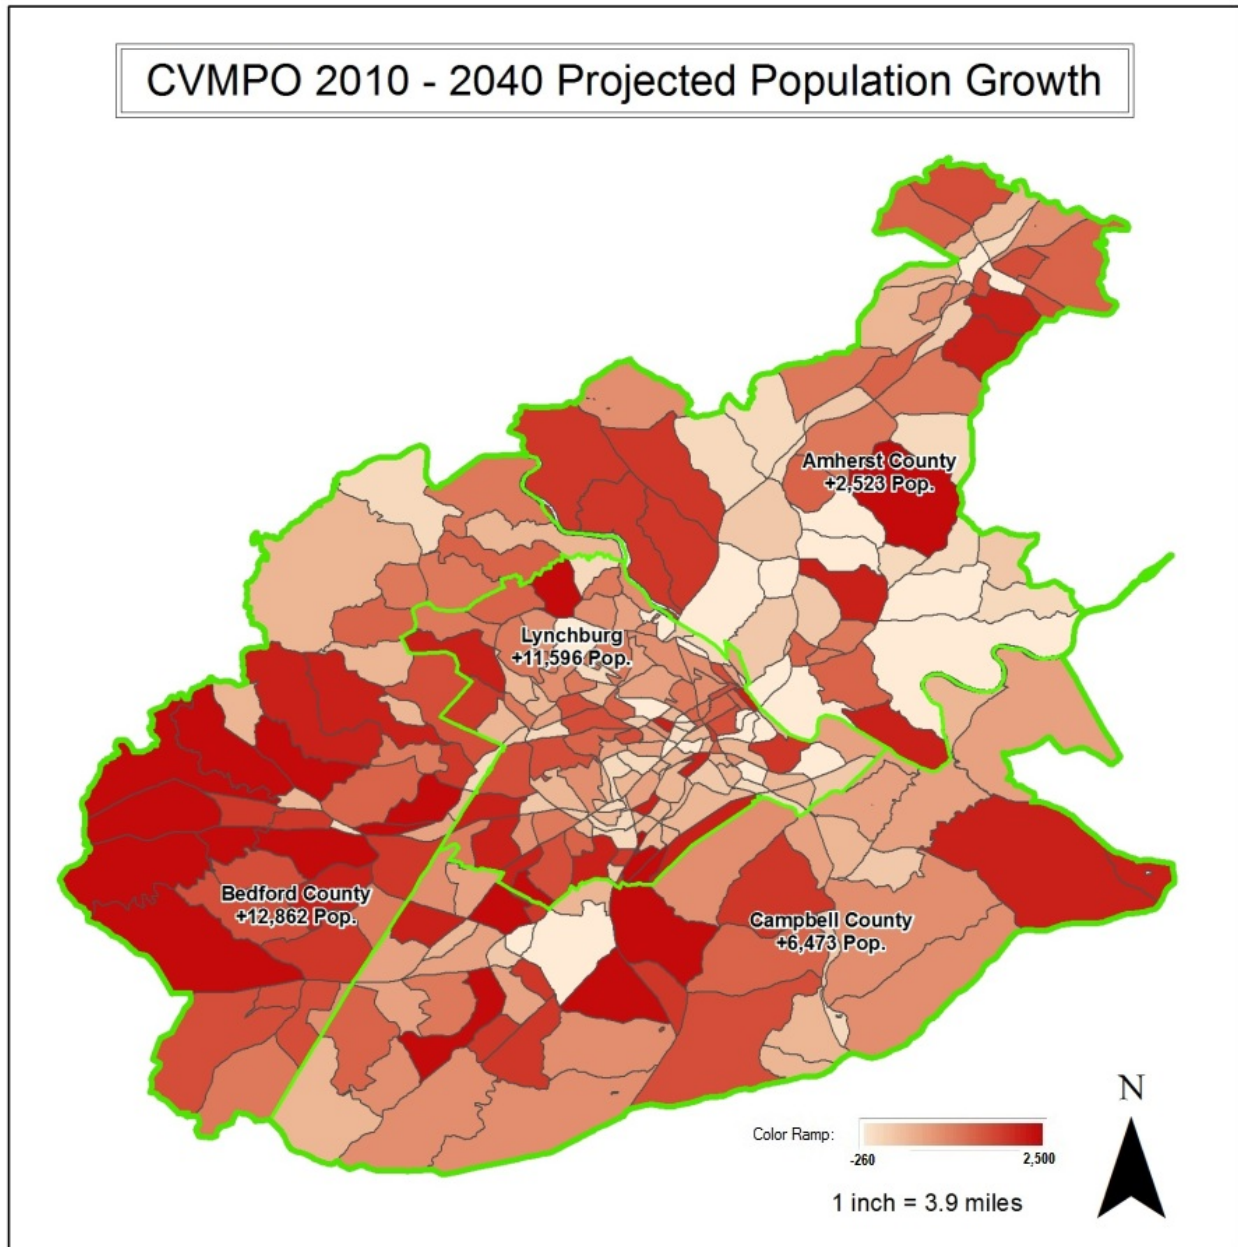 CVMPO 2010 - 2040 Projected Population Growth
Amherst County
+2,523 Pop.
Lynchburg
+11,596 Pop.
Bedford County
+12,862 Pop.
Campbell County
+6,473 Pop.
N
Color Ramp:
-260
2,500
1 inch = 3.9 miles